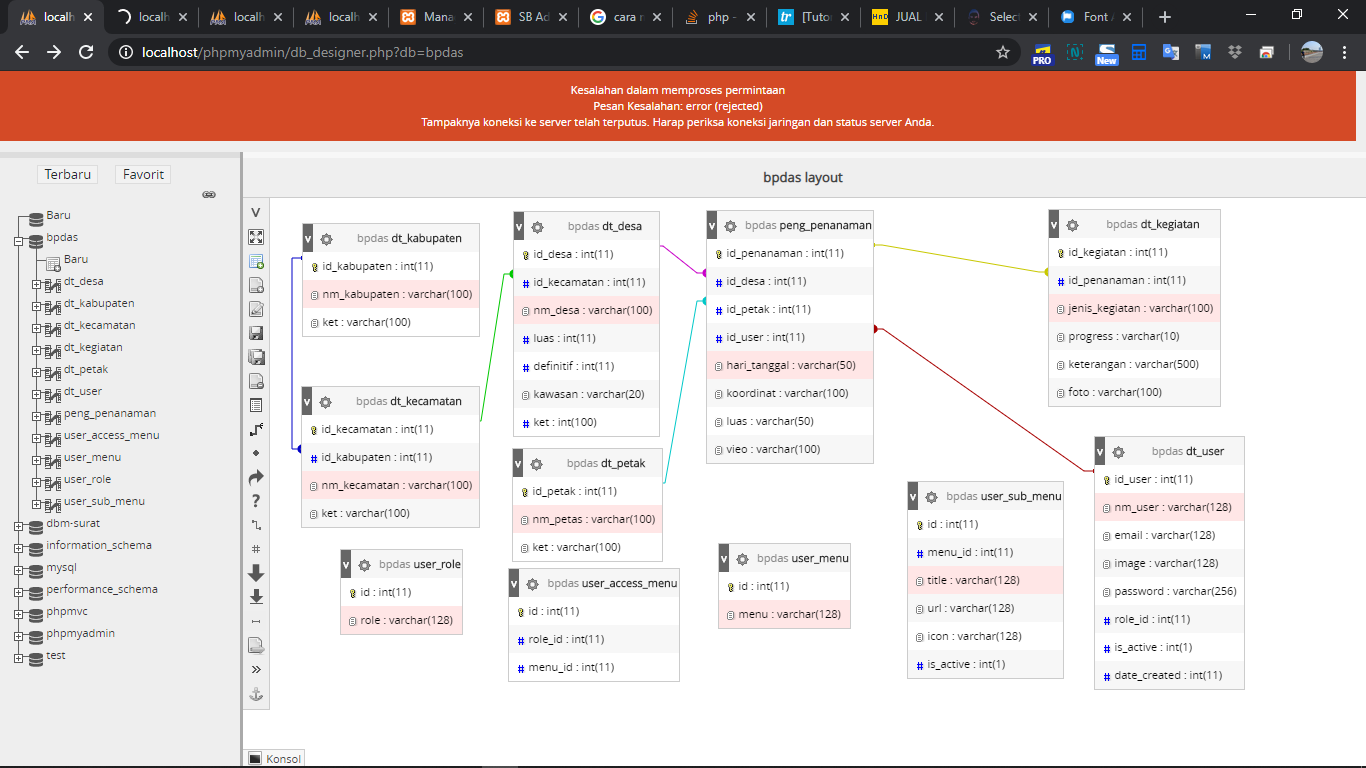 localh
localh
localh
localh
Mana
SB Ad
cara n
php -
[Tutor
JUAL
Select
Font A
localhost/phpmyadmin/db_designer.php?db=bpdas
PRO
New
Kesalahan dalam memproses permintaan
Pesan Kesalahan: error (rejected)
Tampaknya koneksi ke server telah terputus. Harap periksa koneksi jaringan dan status server Anda.
Terbaru
Favorit
Baru
bpdas
Baru
dt_desa
dt_kabupaten
dt_kecamatan
dt_kegiatan
dt_petak
dt_user
peng_penanaman
user_access_menu
user_menu
user_role
user_sub_menu
dbm-surat
information_schema
mysql
performance_schema
phpmvc
phpmyadmin
test
bpdas layout
v bpdas dt_kabupaten
id_kabupaten : int(11)
nm_kabupaten : varchar(100)
ket : varchar(100)
v bpdas dt_kecamatan
id_kecamatan : int(11)
# id_kabupaten : int(11)
nm_kecamatan : varchar(100)
ket : varchar(100)
v bpdas user_role
id : int(11)
role : varchar(128)
v bpdas dt_desa
id_desa : int(11)
# id_kecamatan : int(11)
nm_desa : varchar(100)
# luas : int(11)
# definitif : int(11)
kawasan : varchar(20)
# ket : int(100)
v bpdas dt_petak
id_petak : int(11)
nm_petas : varchar(100)
ket : varchar(100)
v bpdas user_access_menu
id : int(11)
# role_id : int(11)
# menu_id : int(11)
v bpdas peng_penanaman
id_penanaman : int(11)
# id_desa : int(11)
# id_petak : int(11)
# id_user : int(11)
hari_tanggal : varchar(50)
koordinat : varchar(100)
luas : varchar(50)
vieo : varchar(100)
v bpdas user_menu
id : int(11)
menu : varchar(128)
v bpdas user_sub_menu
id : int(11)
# menu_id : int(11)
title : varchar(128)
url : varchar(128)
icon : varchar(128)
# is_active : int(1)
v bpdas dt_kegiatan
id_kegiatan : int(11)
# id_penanaman : int(11)
jenis_kegiatan : varchar(100)
progress : varchar(10)
keterangan : varchar(500)
foto : varchar(100)
v bpdas dt_user
id_user : int(11)
nm_user : varchar(128)
email : varchar(128)
image : varchar(128)
password : varchar(256)
# role_id : int(11)
# is_active : int(1)
# date_created : int(11)
Konsol